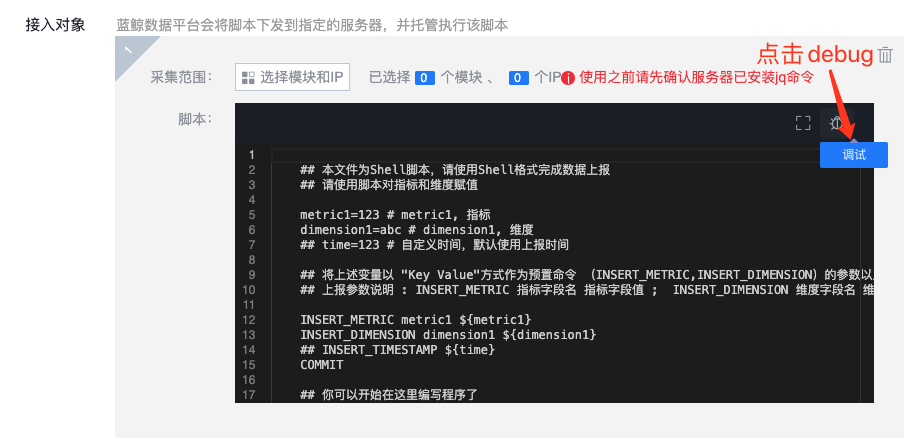 接入对象 蓝鲸数据平台会将脚本下发到指定的服务器，并托管执行该脚本
点击 debug
采集范围： 选择模块和IP 已选择 0 个模块 、 0 个IP 使用之前请先确认服务器已安装jq命令
脚本：
调试
1
2 ## 本文件为Shell脚本，请使用Shell格式完成数据上报
3 ## 请使用脚本对指标和维度赋值
4
5 metric1=123 # metric1, 指标
6 dimension1=abc # dimension1, 维度
7 ## time=123 # 自定义时间，默认使用上报时间
8
9 ## 将上述变量以 "Key Value"方式作为预置命令 （INSERT_METRIC,INSERT_DIMENSION）的参数以
10 ## 上报参数说明 : INSERT_METRIC 指标字段名 指标字段值 ; INSERT_DIMENSION 维度字段名 维
11
12 INSERT_METRIC metric1 ${metric1}
13 INSERT_DIMENSION dimension1 ${dimension1}
14 ## INSERT_TIMESTAMP ${time}
15 COMMIT
16
17 ## 你可以开始在这里编写程序了